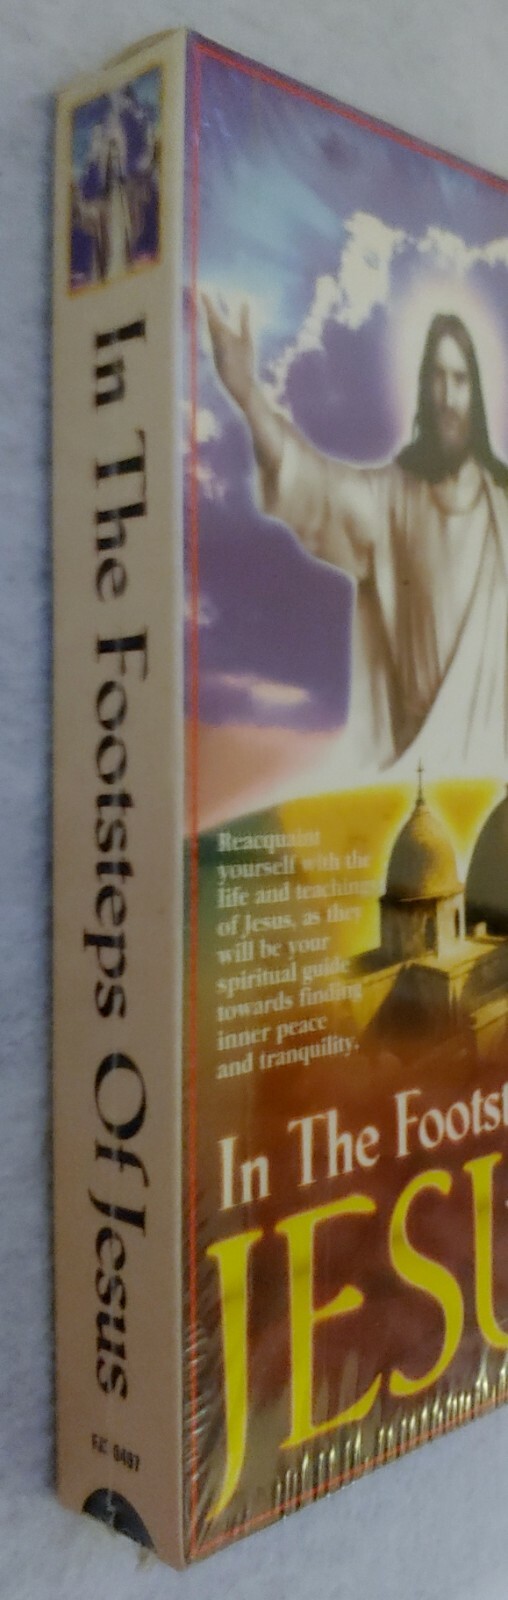 In The Footsteps Of Jesus
Reacquaint
yourself with the
life and teachings
of Jesus, as they
will be your
spiritual guide
towards finding
inner peace
and tranquility.
In The Footst
JESU